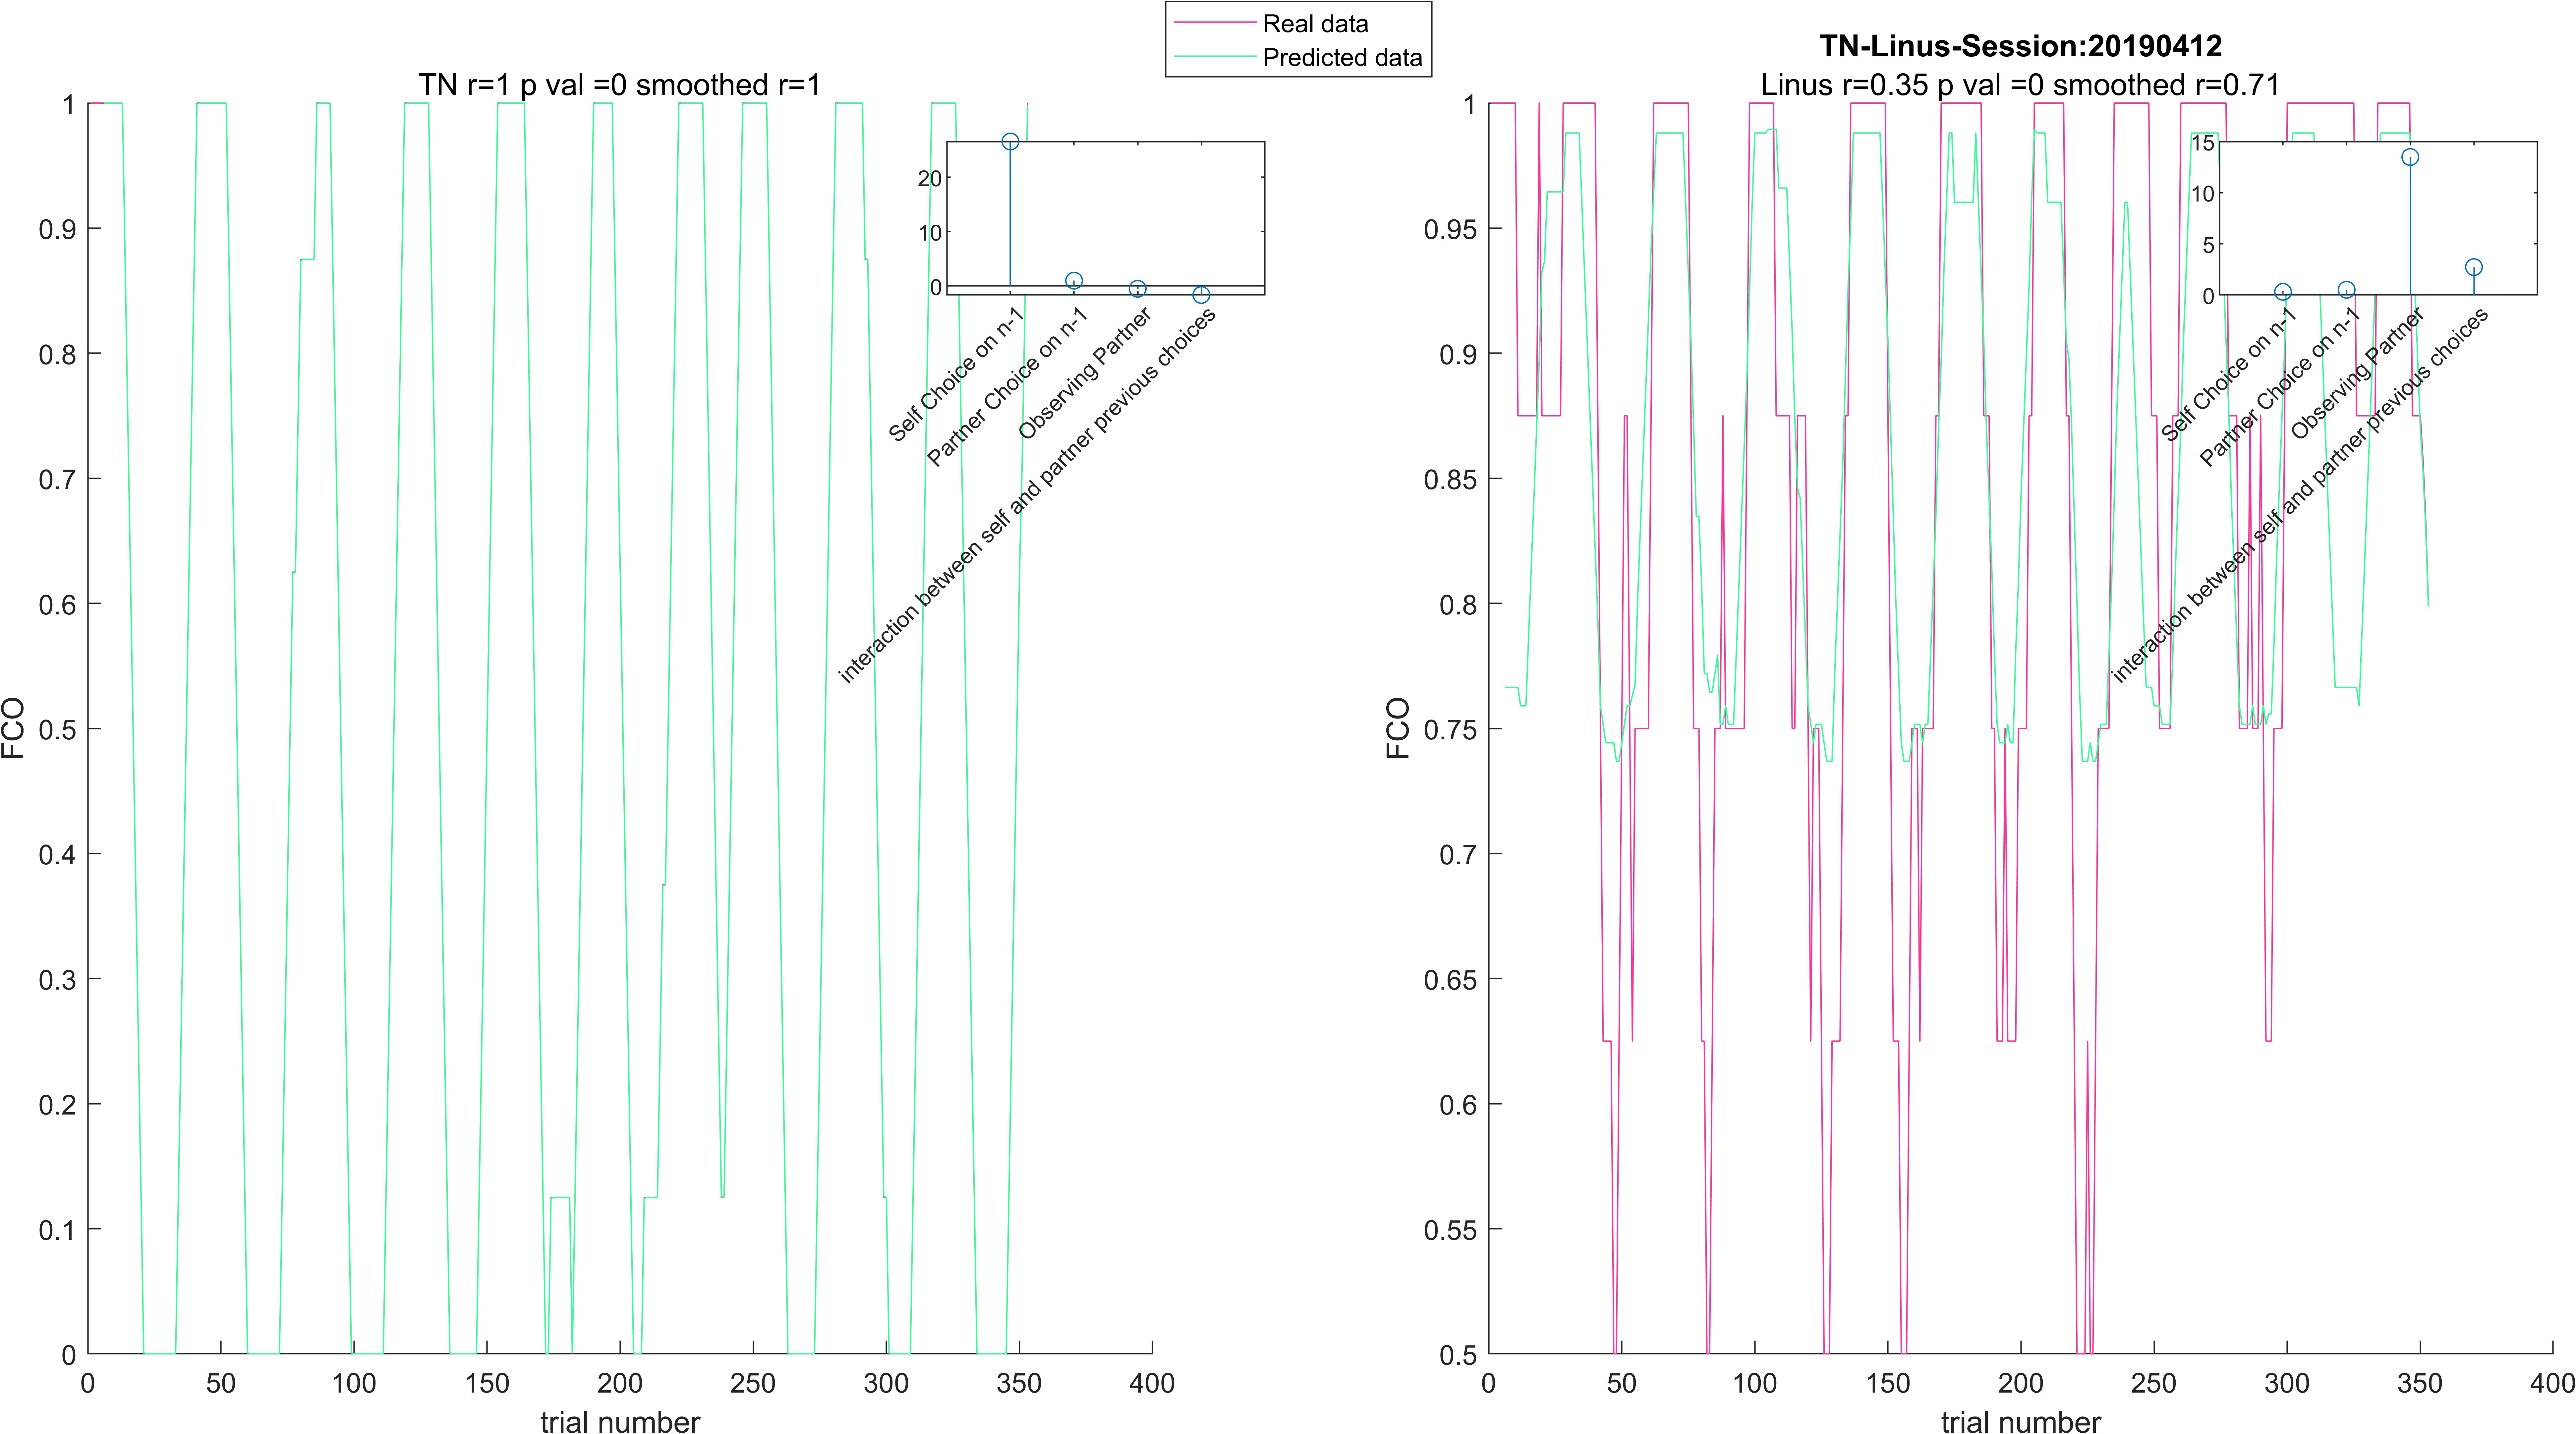 Real data
Predicted data
TN r=1 p val =0 smoothed r=1
1
0.9
0.8
0.7
0.6
0.5
0.4
0.3
0.2
0.1
0
FCO
0
50
100
150
200
250
300
350
400
trial number
20
10
0
Self Choice on n-1
Partner Choice on n-1
Observing Partner
interaction between self and partner previous choices
TN-Linus-Session:20190412
Linus r=0.35 p val =0 smoothed r=0.71
1
0.95
0.9
0.85
0.8
0.75
0.7
0.65
0.6
0.55
0.5
FCO
0
50
100
150
200
250
300
350
400
trial number
15
10
5
0
Self Choice on n-1
Partner Choice on n-1
Observing Partner
interaction between self and partner previous choices